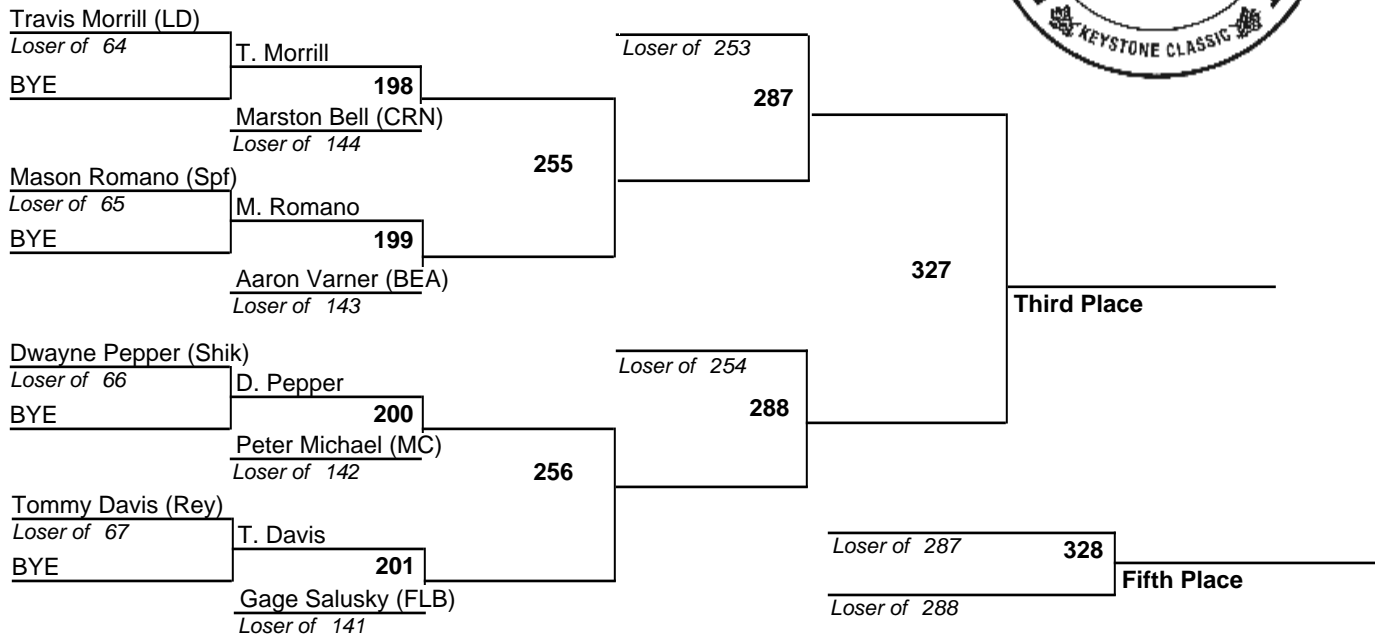 KEYSTONE CLASSIC
Travis Morrill (LD)
Loser of 64
BYE
T. Morrill
198
Marston Bell (CRN)
Loser of 144
Mason Romano (Spf)
Loser of 65
BYE
M. Romano
199
Aaron Varner (BEA)
Loser of 143
255
Loser of 253
287
Dwayne Pepper (Shik)
Loser of 66
BYE
D. Pepper
200
Peter Michael (MC)
Loser of 142
Tommy Davis (Rey)
Loser of 67
BYE
T. Davis
201
Gage Salusky (FLB)
Loser of 141
256
Loser of 254
288
327
Third Place
Loser of 287
328
Loser of 288
Fifth Place